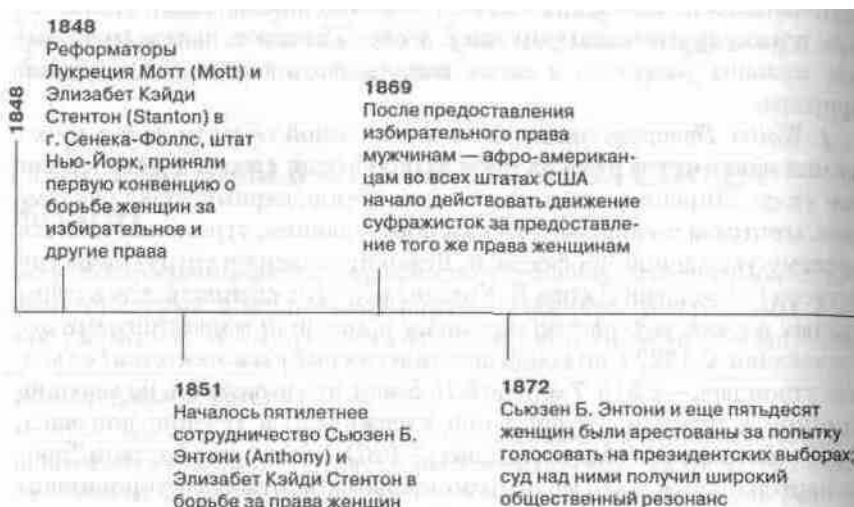 1848
1848
Реформаторы
Лукреция Мотт (Mott) и
Элизабет Кэйди
Стентон (Stanton) в
г. Сенека-Фоллс, штат
Нью-Йорк, приняли
первую конвенцию о
борьбе женщин за
избирательное и
другие права
1869
После предоставления
избирательного права
мужчинам — афро-американ-
цам во всех штатах США
начало действовать движение
суфражисток за предоставле-
ние того же права женщинам
1851
Началось пятилетнее
сотрудничество Сьюзен Б.
Энтони (Anthony) и
Элизабет Кэйди Стентон в
борьбе за права женщин
1872
Сьюзен Б. Энтони и еще пятьдесят
женщин были арестованы за попытку
голосовать на президентских выборах;
суд над ними получил широкий
общественный резонанс